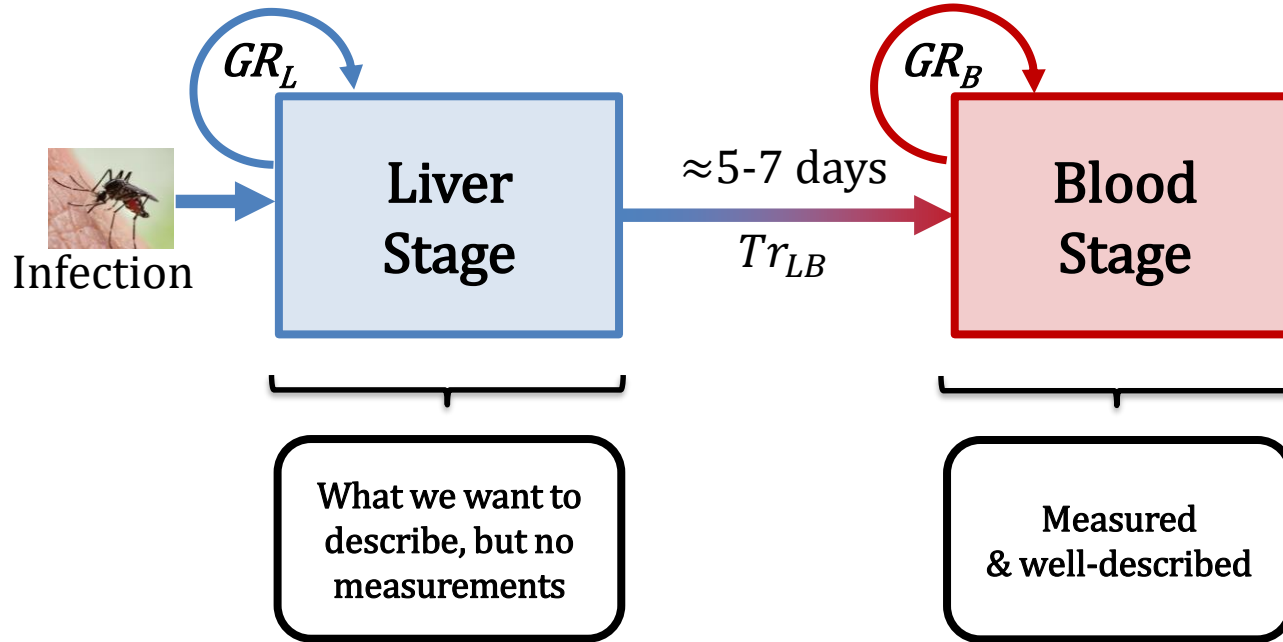 GR_L
GR_B
Infection
Liver
Stage
≈5-7 days
Tr_LB
Blood
Stage
What we want to
describe, but no
measurements
Measured
& well-described